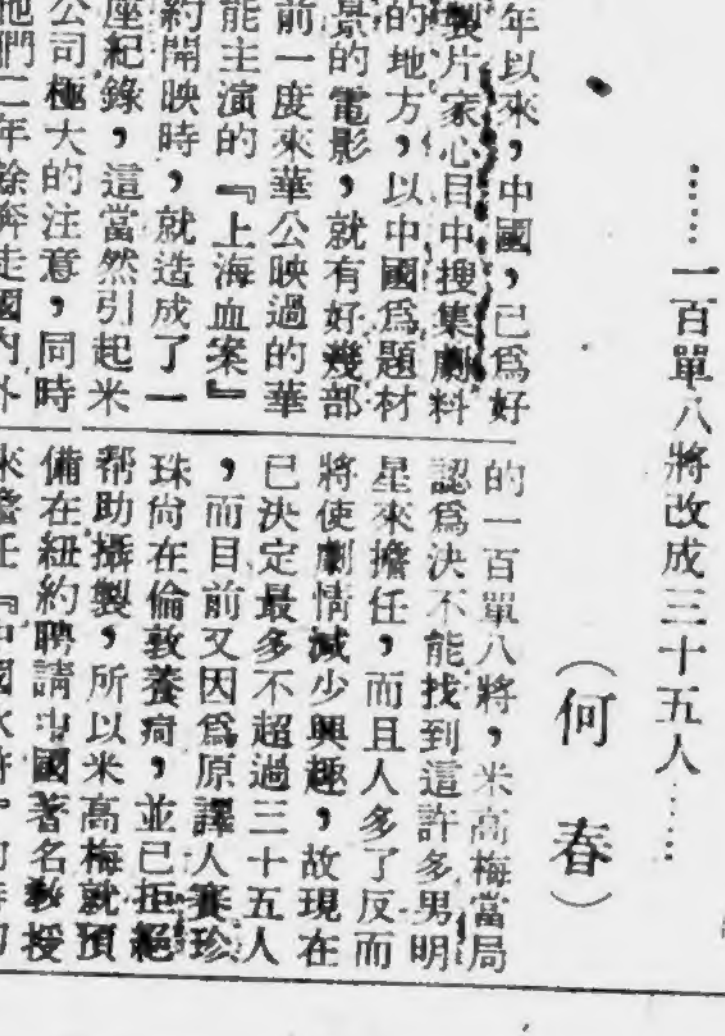 ……一百單八將改成三十五人……
（何春）
年以來，中國，已爲好
製片家心目中搜集劇料
的地方，以中國爲題材
景的電影，就有好幾部
前一度來華公映過的華
能主演的『上海血案』
約開映時，就造成了一
座紀錄，這當然引起米
公司極大的注意，同時
他們二年餘奔走國內外
的一百單八將，米高梅當局
認爲決不能找到這許多男明
星來擔任，而且人多了反而
將使劇情減少興趣，故現在
已決定最多不超過三十五人
，而目前又因爲原譯人賽珍
珠尙在倫敦養疴，並已拒絕
帮助攝製，所以米高梅就預
備在紐約聘請中國著名教授
來擔任『中國水滸